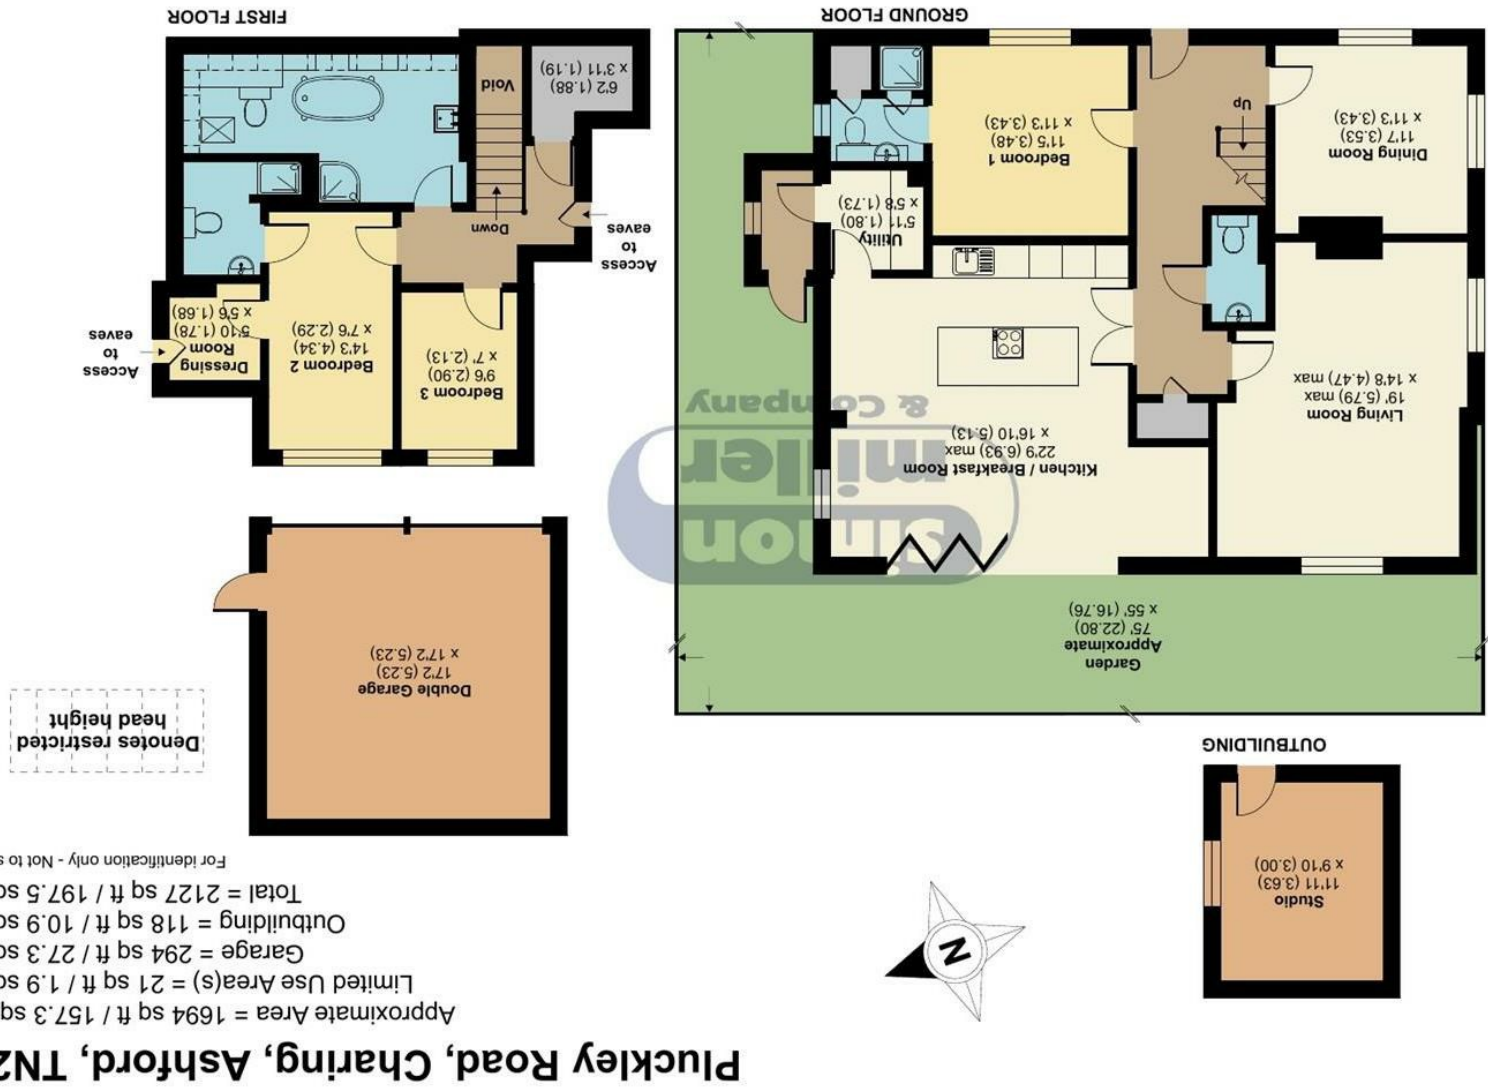 Pluckley Road, Charing, Ashford, TN2
Approximate Area = 1694 sq ft / 157.3 sq
Limited Use Area(s) = 21 sq ft / 1.9 sq
Garage = 294 sq ft / 27.3 sq
Outbuilding = 118 sq ft / 10.9 sq
Total = 2127 sq ft / 197.5 sq
For identification only - Not to s
N
Studio
11'11 (3.63)
x 9'10 (3.00)
OUTBUILDING
Denotes restricted
head height
Double Garage
17'2 (5.23)
x 17'2 (5.23)
Garden
Approximate
75' (22.80)
x 55' (16.76)
simon
miller
& Company
Kitchen / Breakfast Room
22'9 (6.93) max
x 16'10 (5.13)
Living Room
19' (5.79) max
x 14'8 (4.47) max
Utility
5'11 (1.80)
x 5'8 (1.73)
Bedroom 1
11'5 (3.48)
x 11'3 (3.43)
Up
Dining Room
11'7 (3.53)
x 11'3 (3.43)
GROUND FLOOR
Bedroom 3
9'6 (2.90)
x 7' (2.13)
Bedroom 2
14'3 (4.34)
x 7'6 (2.29)
Dressing
Room
5'10 (1.78)
x 5'6 (1.68)
Access
to
eaves
Access
to
eaves
Down
Void
6'2 (1.88)
x 3'11 (1.19)
FIRST FLOOR